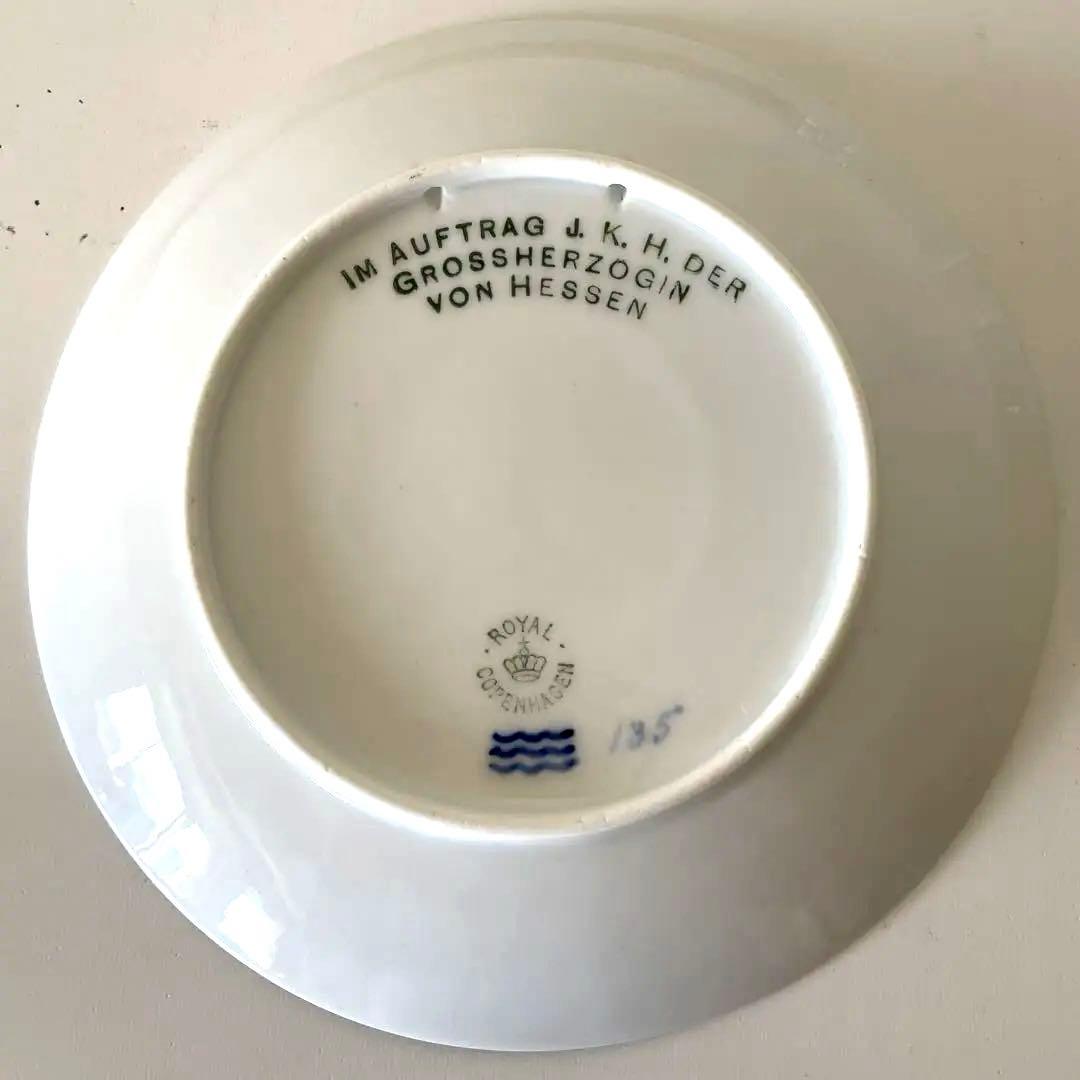 IM AUFTRAG J. K. H. DER
GROSSHERZOGIN
VON HESSEN
· ROYAL ·
COPENHAGEN
135